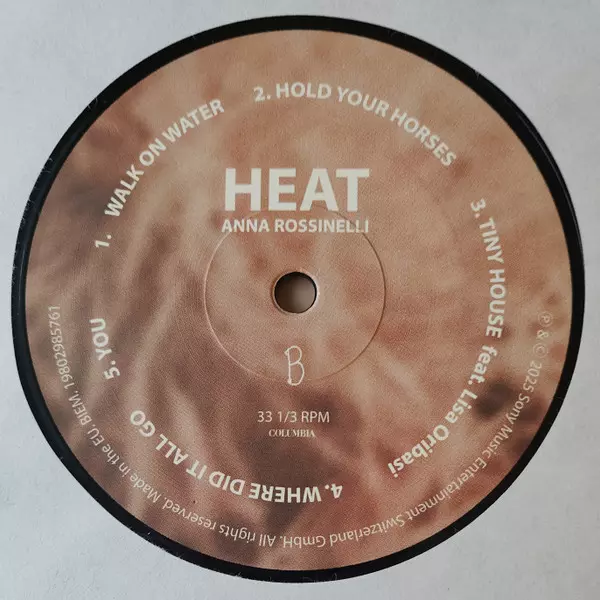 HEAT
ANNA ROSSINELLI
1. WALK ON WATER
2. HOLD YOUR HORSES
3. TINY HOUSE feat. Lisa Oribasi
4. WHERE DID IT ALL GO
5. YOU
B
33 1/3 RPM
COLUMBIA
℗ & © 2025 Sony Music Entertainment Switzerland GmbH. All rights reserved. Made in the EU. BIEM. 19802985761